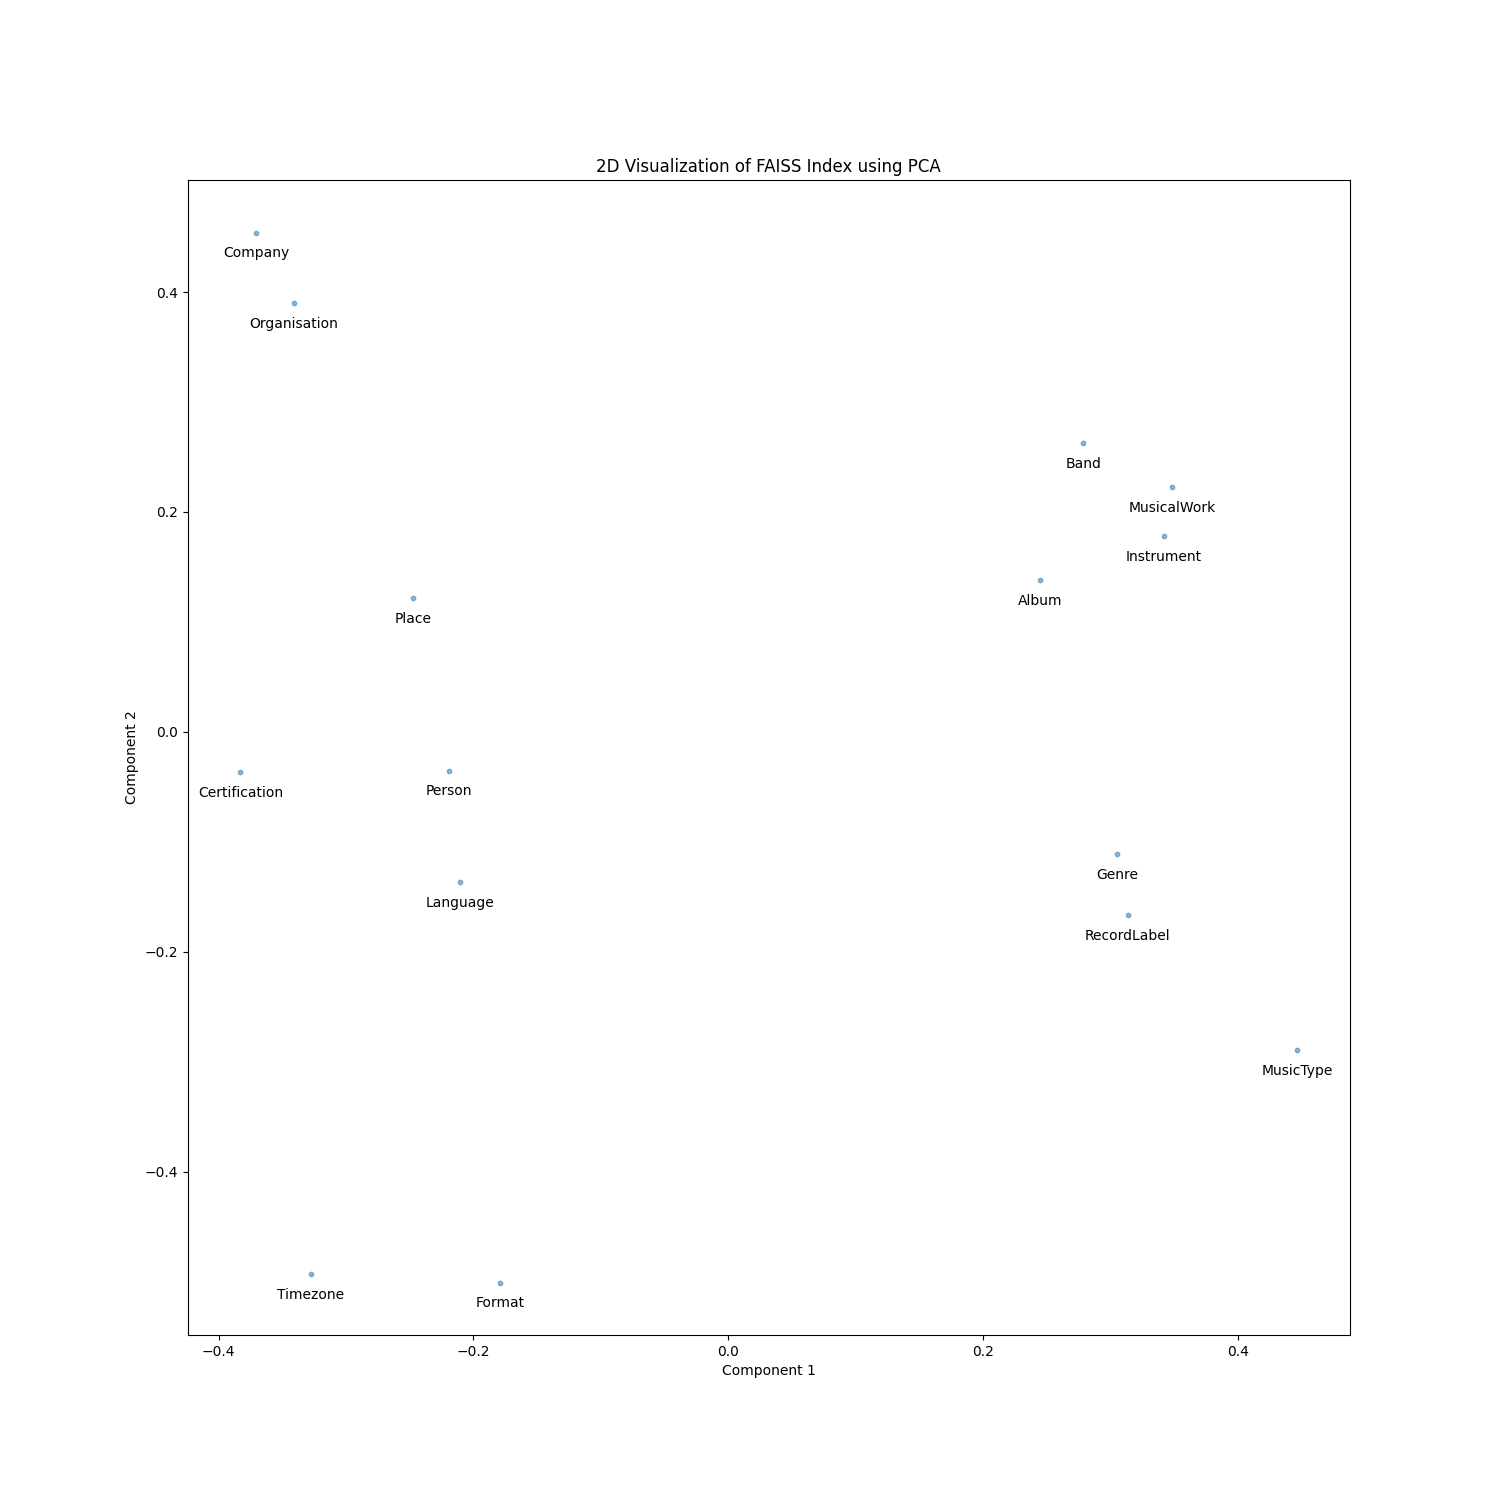 2D Visualization of FAISS Index using PCA
Company
0.4
Organisation
Band
0.2
MusicalWork
Instrument
Album
Place
0.0
Component 2
Certification
Person
Genre
Language
RecordLabel
−0.2
MusicType
−0.4
Timezone
Format
−0.4 −0.2 0.0 0.2 0.4
Component 1